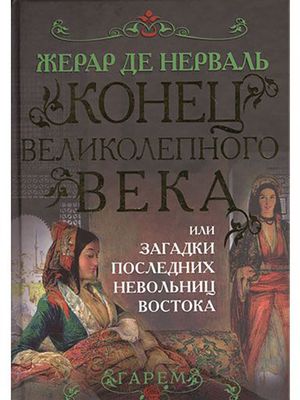 ЖЕРАР ДЕ НЕРВАЛЬ
КОНЕЦ
ВЕЛИКОЛЕПНОГО
ВЕКА
ИЛИ
ЗАГАДКИ
ПОСЛЕДНИХ
НЕВОЛЬНИЦ
ВОСТОКА
ГАРЕМ